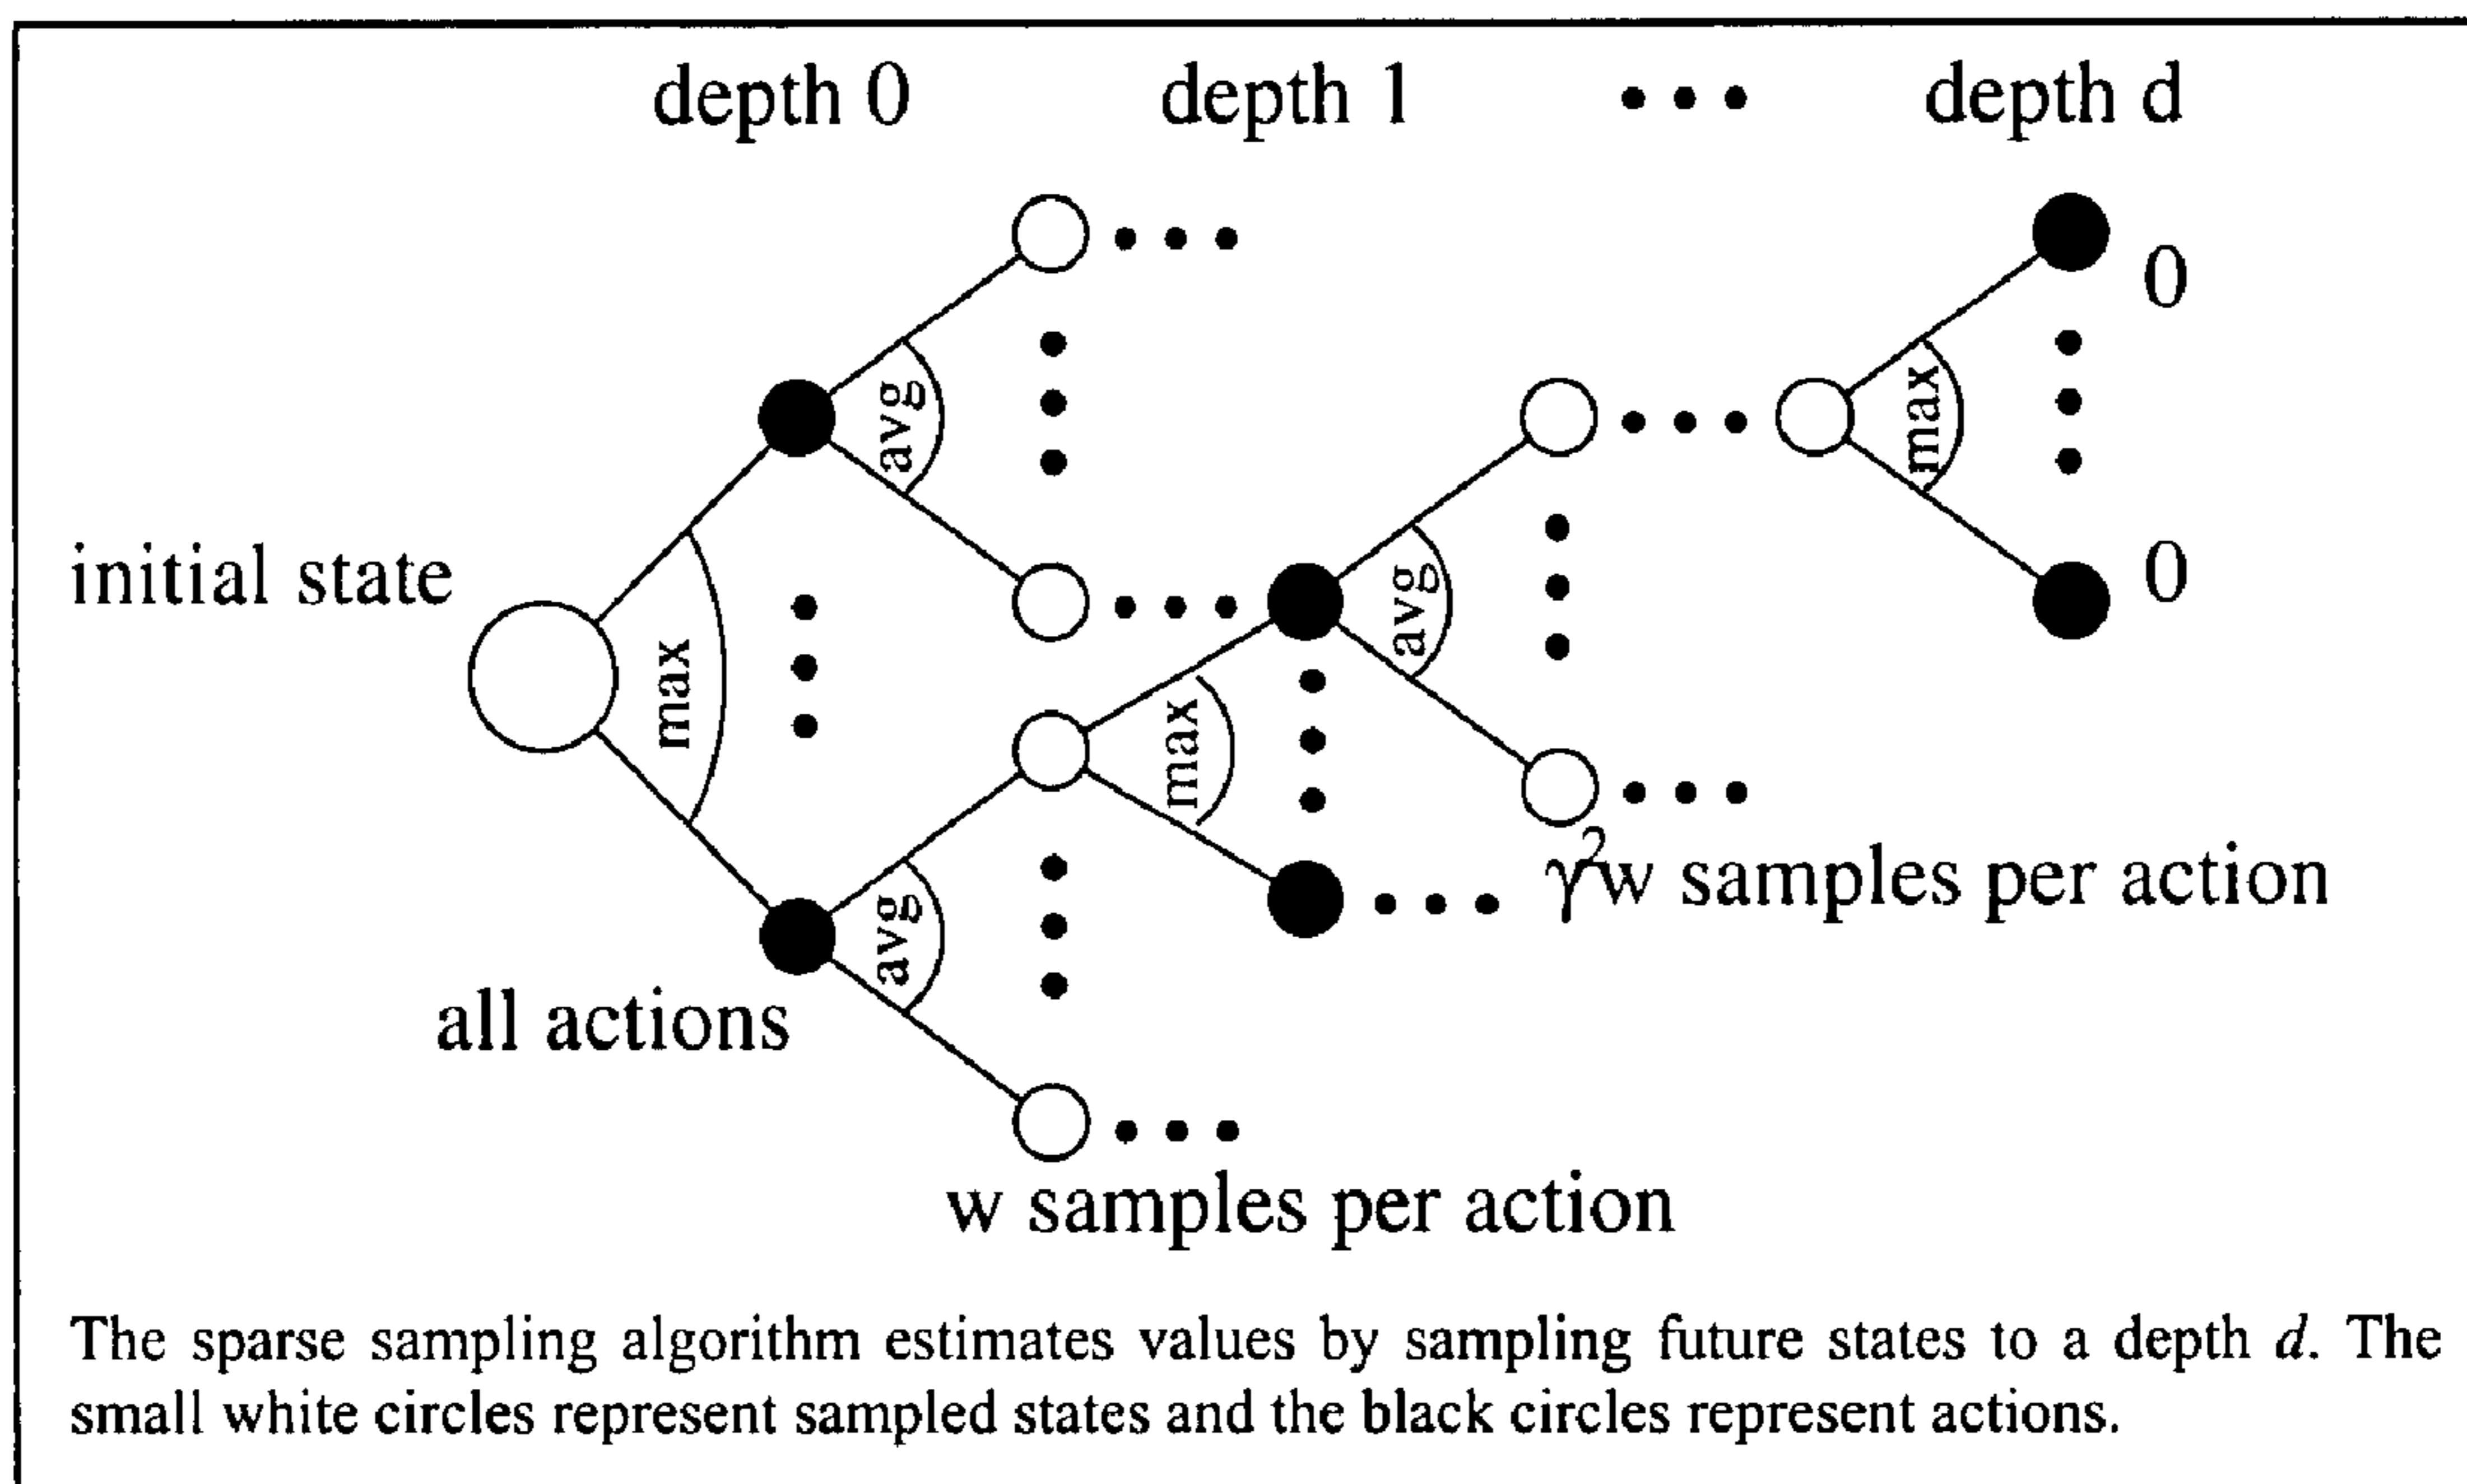 depth 0 depth 1 • • • depth d
0
avg
max
initial state
avg
0
max
max
γ²w samples per action
avg
all actions
w samples per action
The sparse sampling algorithm estimates values by sampling future states to a depth d. The
small white circles represent sampled states and the black circles represent actions.